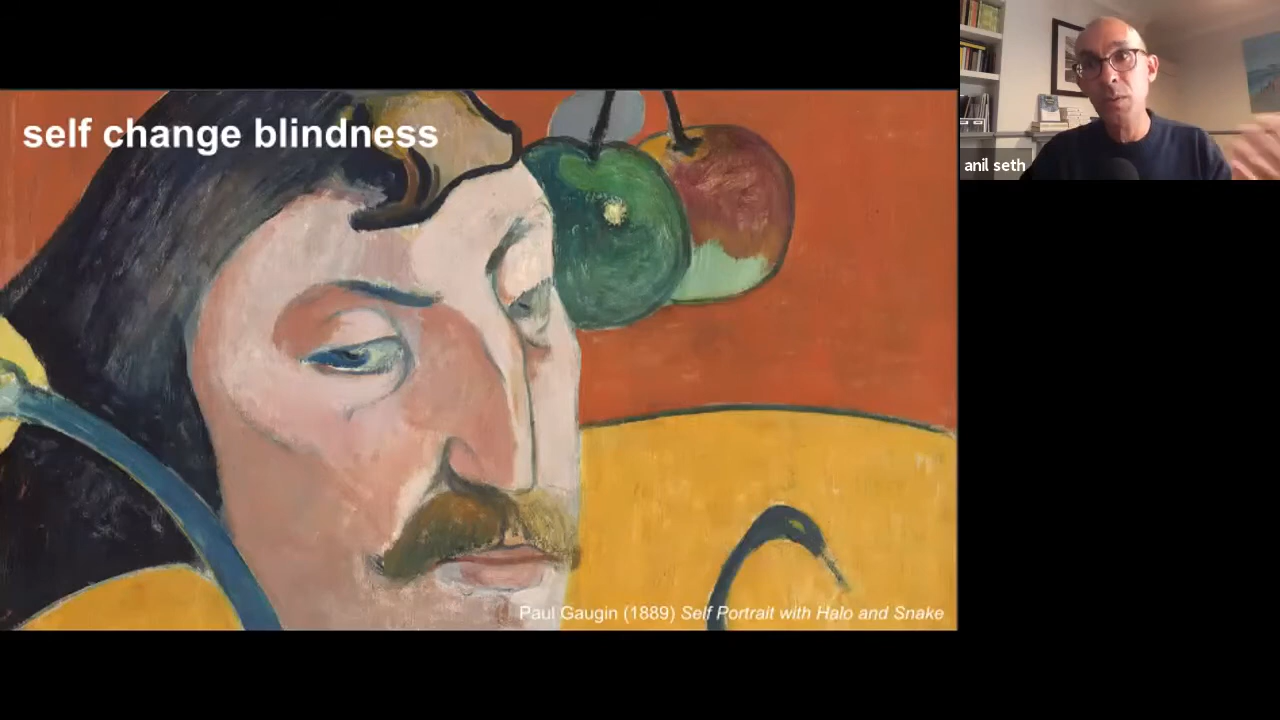 self change blindness
anil seth
Paul Gaugin (1889) Self Portrait with Halo and Snake